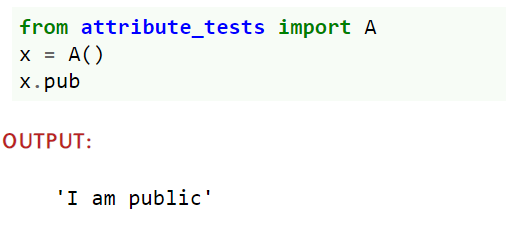 from attribute_tests import A
x = A()
x.pub
OUTPUT:
'I am public'